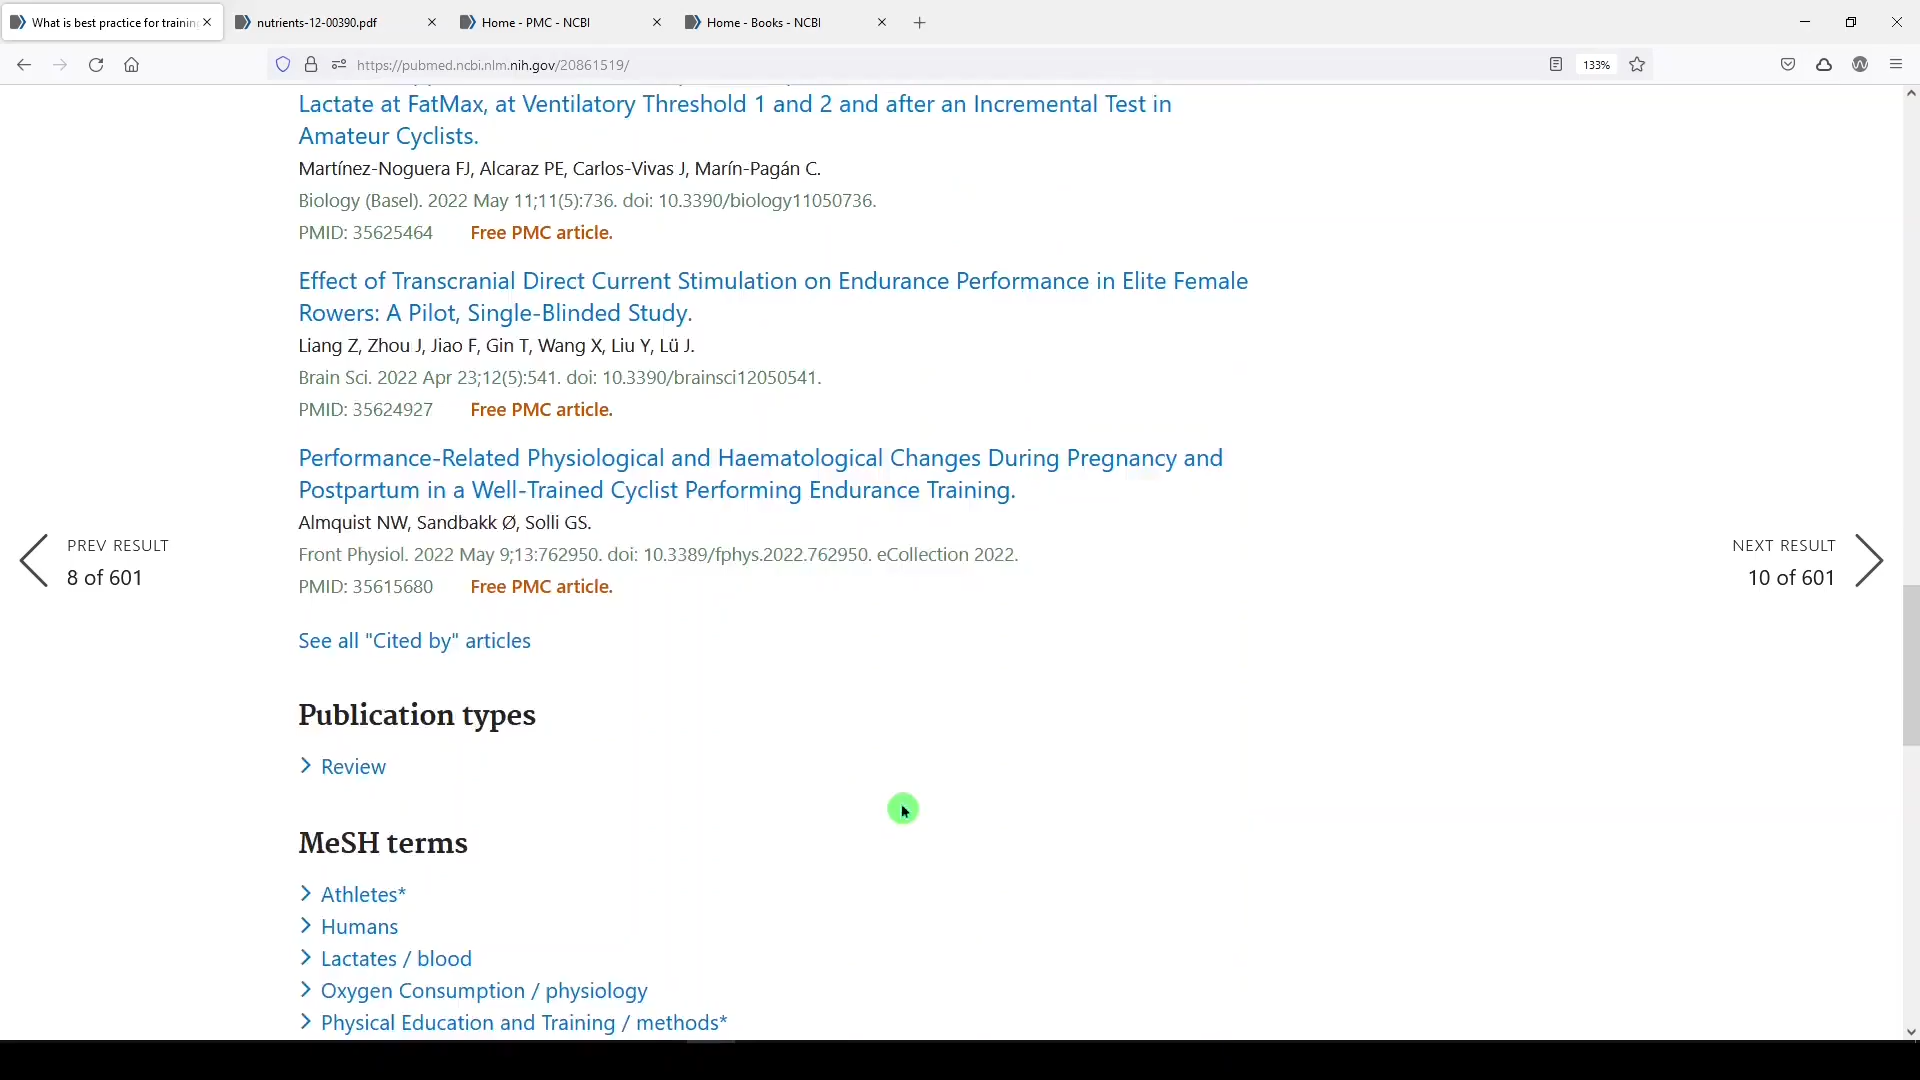 What is best practice for training
nutrients-12-00390.pdf
Home - PMC - NCBI
Home - Books - NCBI
https://pubmed.ncbi.nlm.nih.gov/20861519/
133%
Lactate at FatMax, at Ventilatory Threshold 1 and 2 and after an Incremental Test in
Amateur Cyclists.
Martínez-Noguera FJ, Alcaraz PE, Carlos-Vivas J, Marín-Pagán C.
Biology (Basel). 2022 May 11;11(5):736. doi: 10.3390/biology11050736.
PMID: 35625464 Free PMC article.
Effect of Transcranial Direct Current Stimulation on Endurance Performance in Elite Female
Rowers: A Pilot, Single-Blinded Study.
Liang Z, Zhou J, Jiao F, Gin T, Wang X, Liu Y, Lü J.
Brain Sci. 2022 Apr 23;12(5):541. doi: 10.3390/brainsci12050541.
PMID: 35624927 Free PMC article.
Performance-Related Physiological and Haematological Changes During Pregnancy and
Postpartum in a Well-Trained Cyclist Performing Endurance Training.
Almquist NW, Sandbakk Ø, Solli GS.
Front Physiol. 2022 May 9;13:762950. doi: 10.3389/fphys.2022.762950. eCollection 2022.
PMID: 35615680 Free PMC article.
PREV RESULT
8 of 601
NEXT RESULT
10 of 601
See all "Cited by" articles
Publication types
Review
MeSH terms
Athletes*
Humans
Lactates / blood
Oxygen Consumption / physiology
Physical Education and Training / methods*